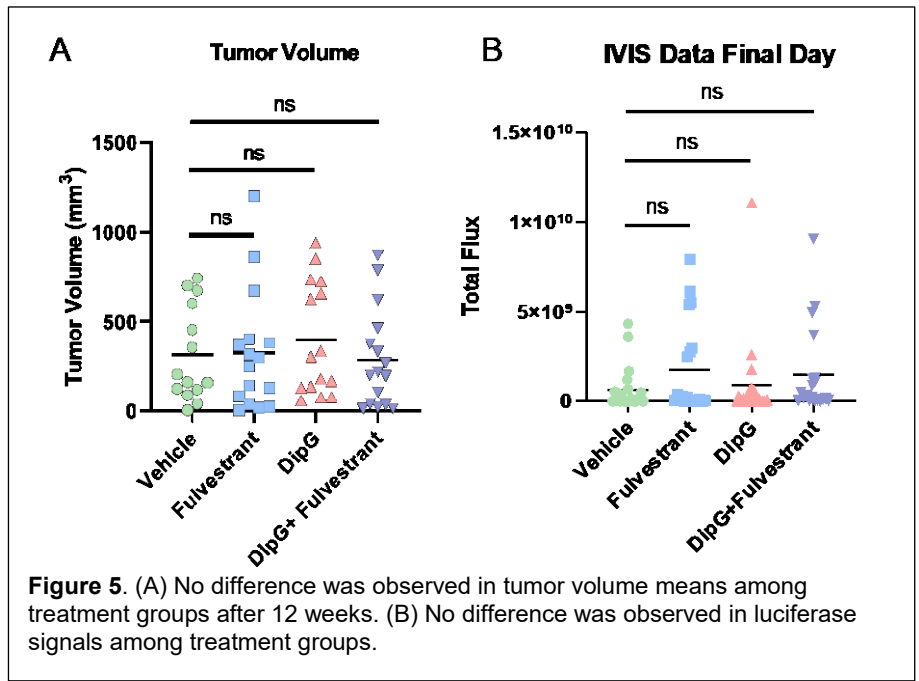 A
Tumor Volume
ns
ns
ns
1500
1000
500
0
Tumor Volume (mm³)
Vehicle
Fulvestrant
DipG
DipG+ Fulvestrant
B
IVIS Data Final Day
ns
ns
ns
1.5×10¹⁰
1×10¹⁰
5×10⁹
0
Total Flux
Vehicle
Fulvestrant
DipG
DipG+Fulvestrant
Figure 5. (A) No difference was observed in tumor volume means among
treatment groups after 12 weeks. (B) No difference was observed in luciferase
signals among treatment groups.